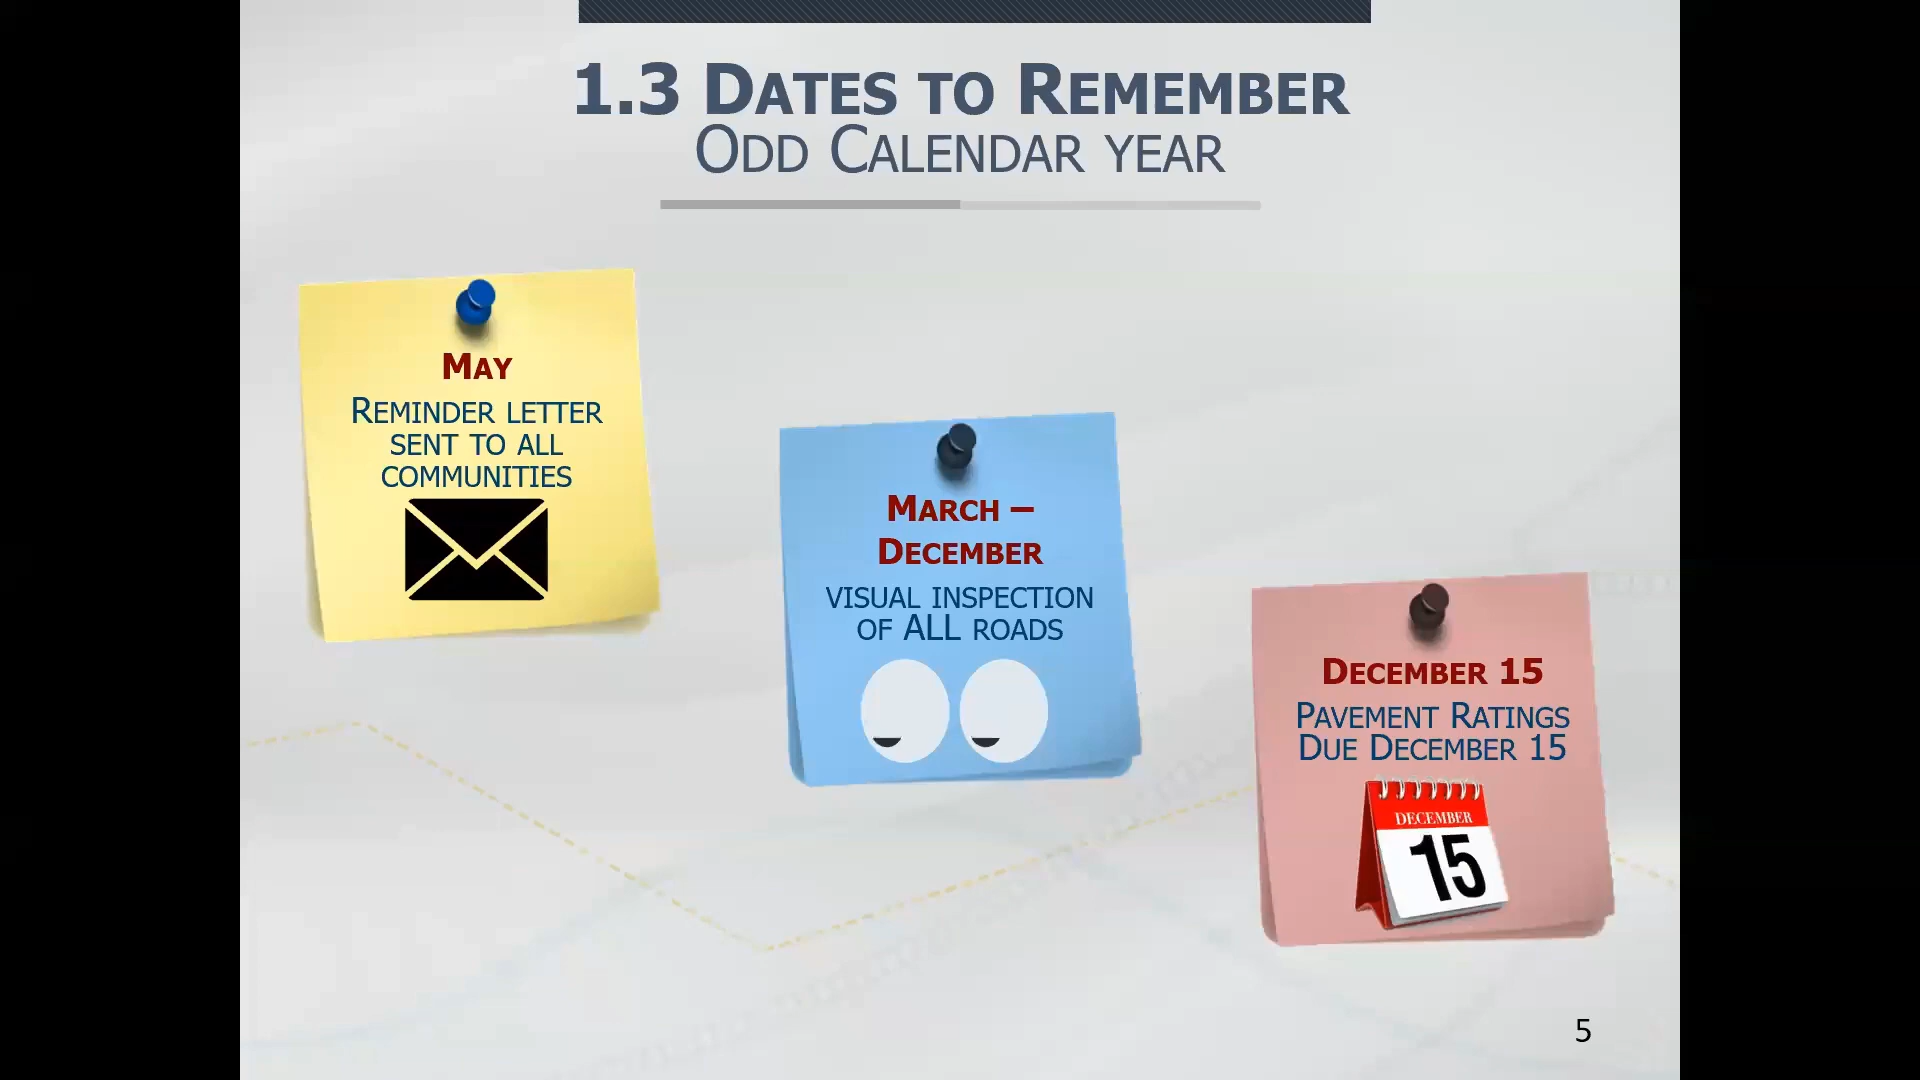 1.3 Dates to Remember
Odd Calendar year
May
Reminder letter
sent to all
communities
March –
December
visual inspection
of ALL roads
December 15
Pavement Ratings
Due December 15
DECEMBER
15
5